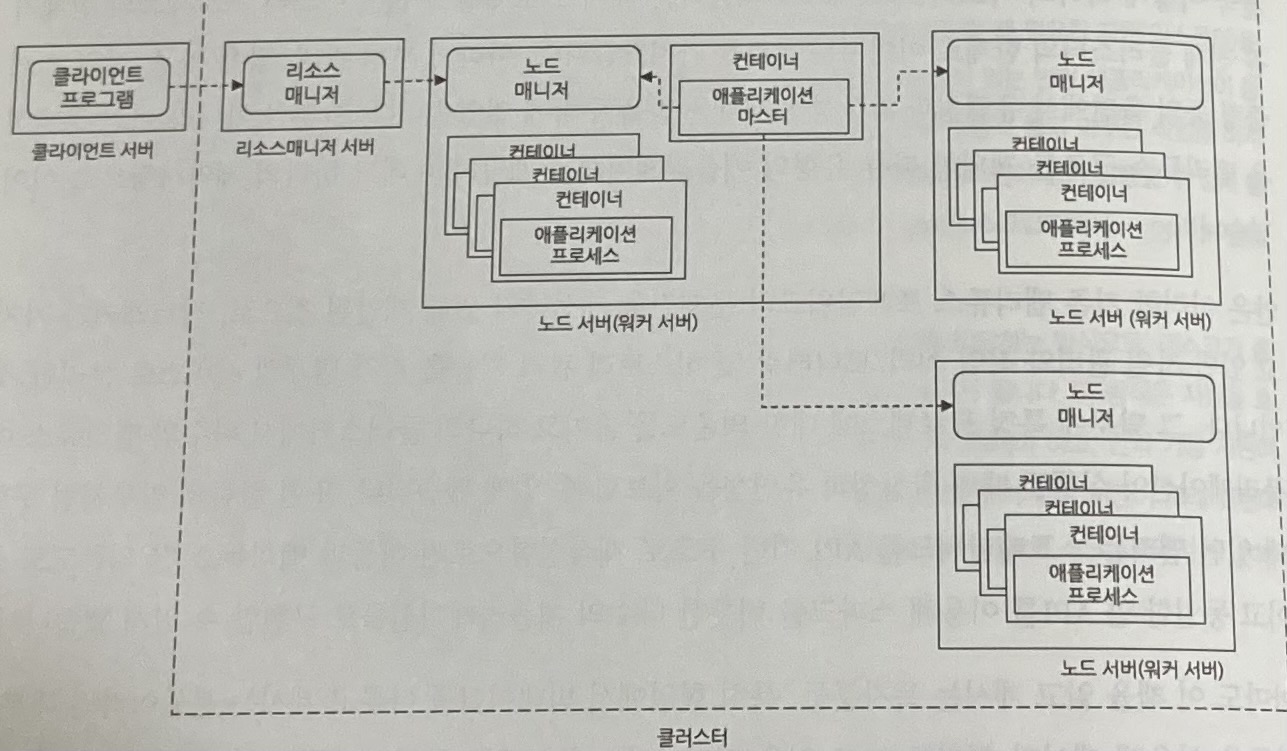 클라이언트
프로그램
클라이언트 서버
리소스
매니저
리소스매니저 서버
노드
매니저
컨테이너
애플리케이션
마스터
컨테이너
컨테이너
컨테이너
애플리케이션
프로세스
노드 서버(워커 서버)
노드
매니저
컨테이너
컨테이너
컨테이너
애플리케이션
프로세스
노드 서버 (워커 서버)
노드
매니저
컨테이너
컨테이너
컨테이너
애플리케이션
프로세스
노드 서버(워커 서버)
클러스터